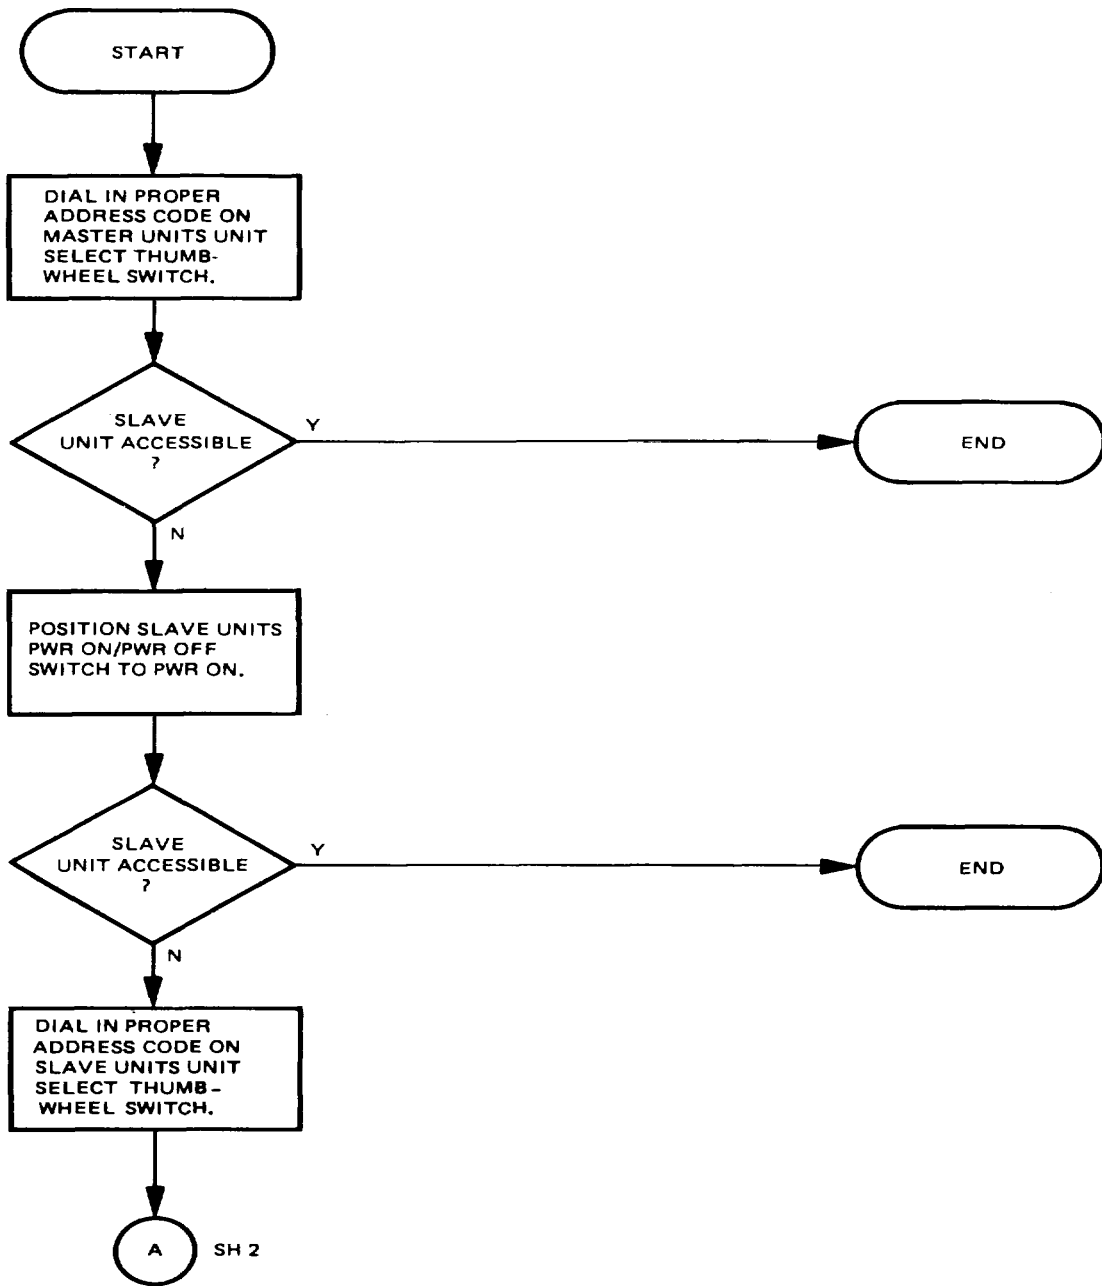 START
DIAL IN PROPER
ADDRESS CODE ON
MASTER UNITS UNIT
SELECT THUMB-
WHEEL SWITCH.
SLAVE
UNIT ACCESSIBLE
?
Y
END
N
POSITION SLAVE UNITS
PWR ON/PWR OFF
SWITCH TO PWR ON.
SLAVE
UNIT ACCESSIBLE
?
Y
END
N
DIAL IN PROPER
ADDRESS CODE ON
SLAVE UNITS UNIT
SELECT THUMB-
WHEEL SWITCH.
A SH 2